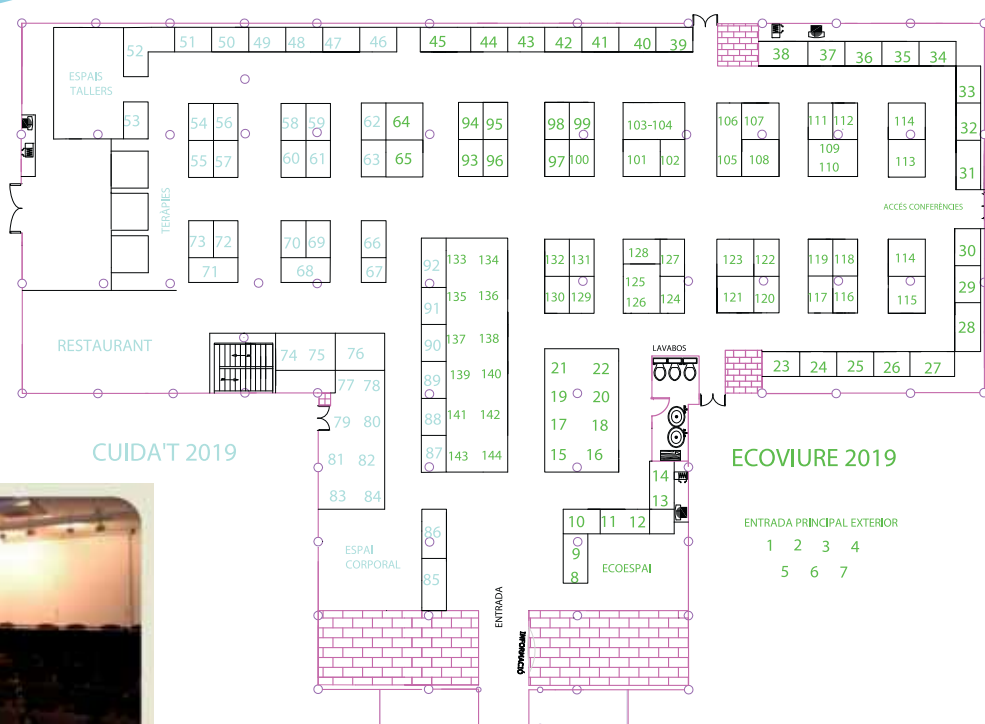 51 50 49 48 47 46 45 44 43 42 41 40 39
52
38 37 36 35 34
ESPAIS
TALLERS
33
53
54 56 58 59 62 64 94 95 98 99 103-104 106 107 111 112 114
32
55 57 60 61 63 65 93 96 97 100 101 102 105 108 109 113
110
31
TERÀPIES
ACCÉS CONFERÈNCIES
73 72 70 69 66
71 68 67
92 133 134 132 131 128 127 123 122 119 118 114 30
91 135 136 130 129 125 124 121 120 117 116 115 29
126
28
RESTAURANT
90 137 138
LAVABOS
74 75 76
89 139 140 21 22
23 24 25 26 27
77 78
19 20
79 80
88 141 142 17 18
81 82
87 143 144 15 16
CUIDA'T 2019
ECOVIURE 2019
14
13
83 84
10 11 12
86
ESPAI
CORPORAL
9
8
ECOESPAI
85
ENTRADA PRINCIPAL EXTERIOR
1 2 3 4
5 6 7
ENTRADA
INFORMACIÓ